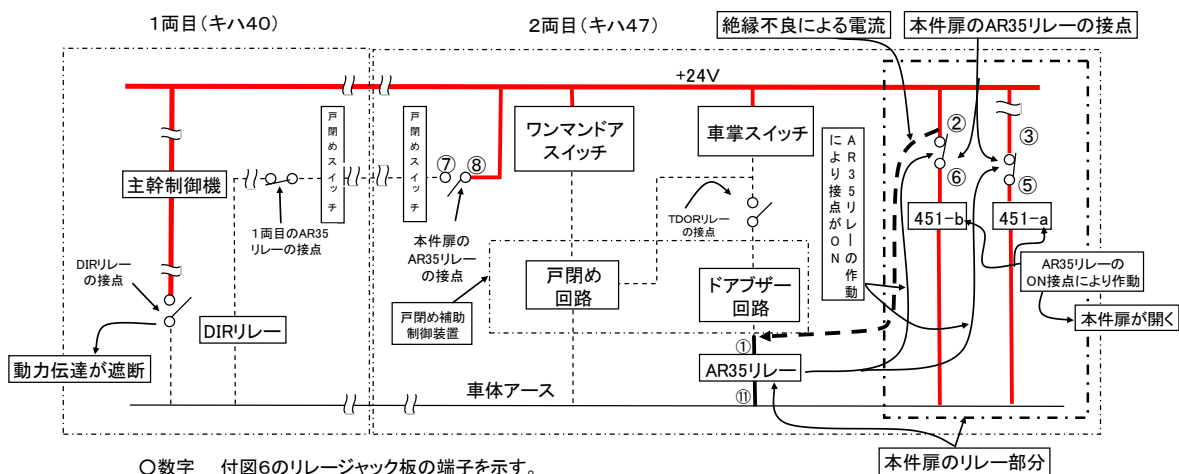 1両目(キハ40)
2両目(キハ47)
絶縁不良による電流
本件扉のAR35リレーの接点
+24V
主幹制御機
戸閉めスイッチ
戸閉めスイッチ
⑦
⑧
ワンマンドア
スイッチ
車掌スイッチ
AR35リレーの作動
により接点がON
②
⑥
③
⑤
1両目のAR35
リレーの接点
本件扉の
AR35リレー
の接点
TDORリレー
の接点
451-b
451-a
DIRリレー
の接点
戸閉め
回路
ドアブザー
回路
AR35リレーの
ON接点により作動
DIRリレー
戸閉め補助
制御装置
本件扉が開く
動力伝達が遮断
①
AR35リレー
⑪
車体アース
本件扉のリレー部分
〇数字 付図6のリレージャック板の端子を示す。